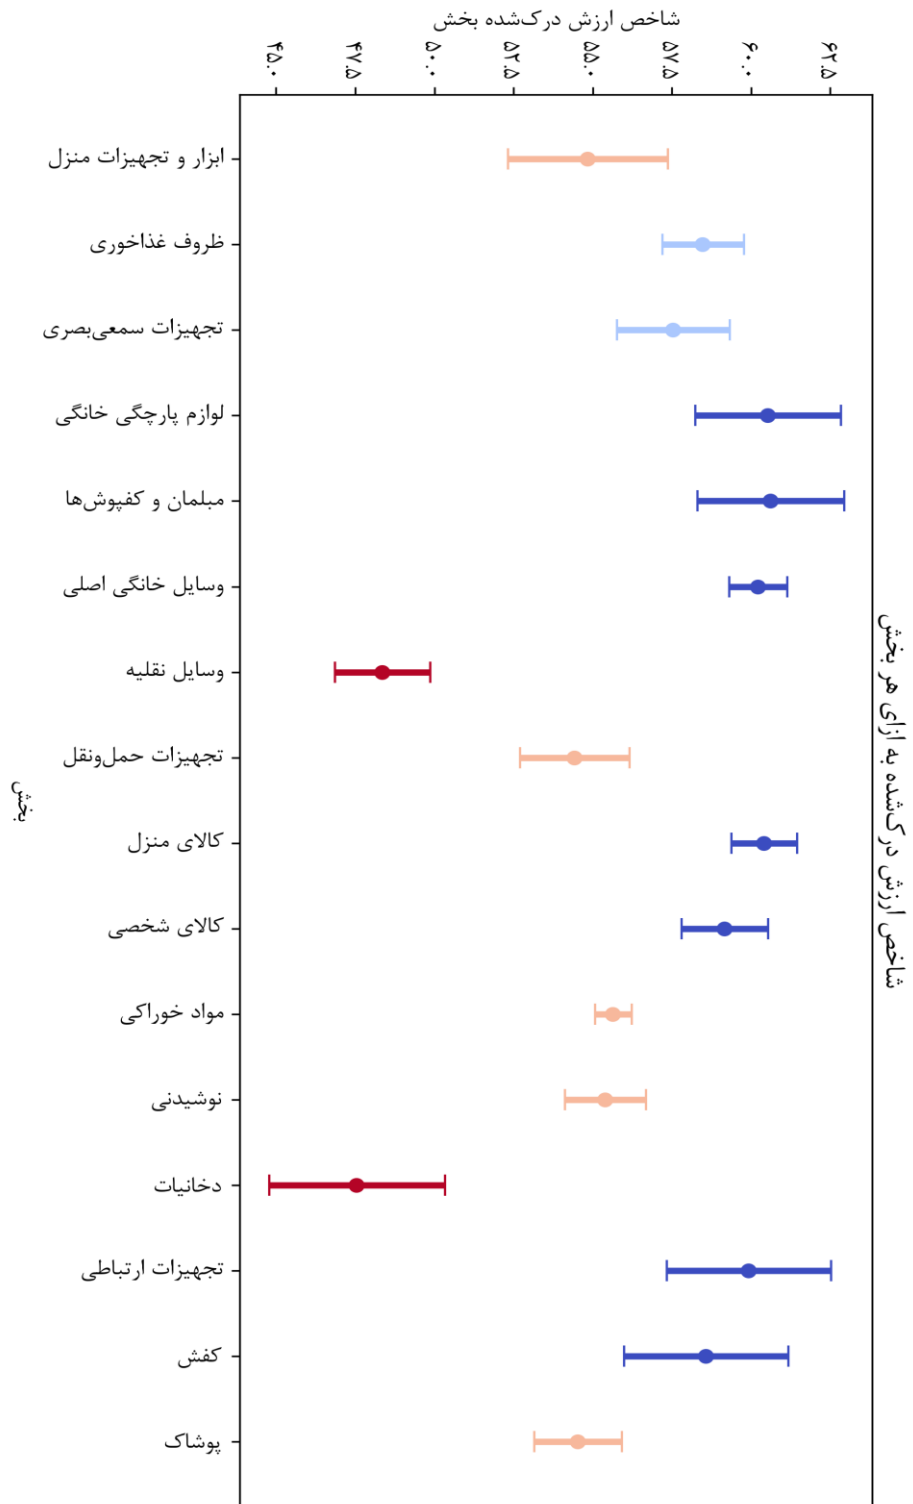 شاخص ارزش درک‌شده بخش
۴۵.۰
۴۷.۵
۵۰.۰
۵۲.۵
۵۵.۰
۵۷.۵
۶۰.۰
۶۲.۵
ابزار و تجهیزات منزل
ظروف غذاخوری
تجهیزات سمعی‌بصری
لوازم پارچگی خانگی
مبلمان و کفپوش‌ها
وسایل خانگی اصلی
وسایل نقلیه
تجهیزات حمل‌ونقل
کالای منزل
کالای شخصی
مواد خوراکی
نوشیدنی
دخانیات
تجهیزات ارتباطی
کفش
پوشاک
بخش
شاخص ارزش درک‌شده به ازای هر بخش